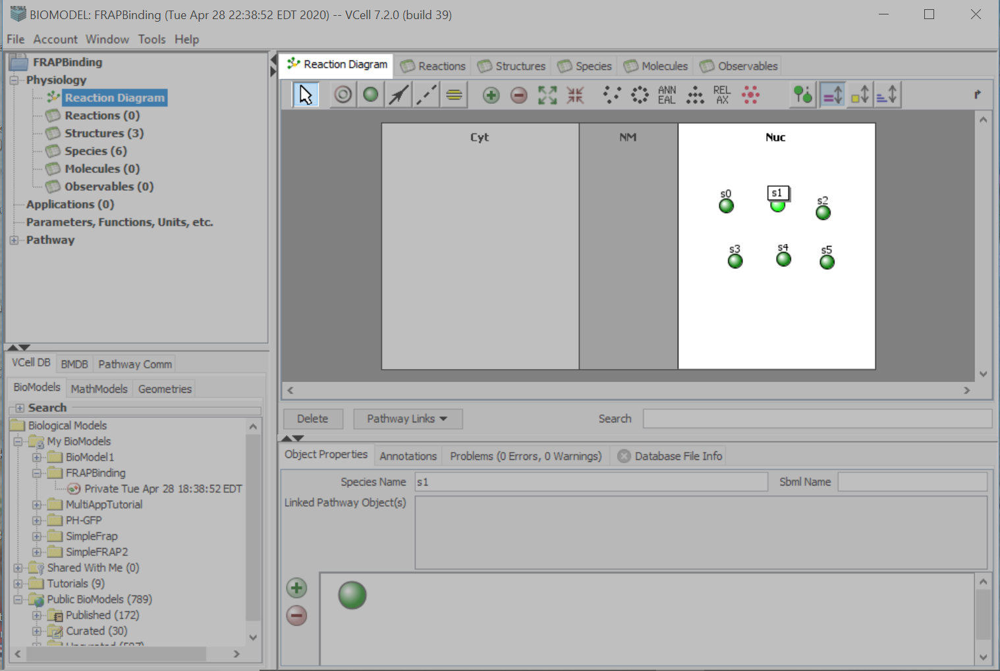 BIOMODEL: FRAPBinding (Tue Apr 28 22:38:52 EDT 2020) -- VCell 7.2.0 (build 39)
File Account Window Tools Help
FRAPBinding
Physiology
Reaction Diagram
Reactions (0)
Structures (3)
Species (6)
Molecules (0)
Observables (0)
Applications (0)
Parameters, Functions, Units, etc.
Pathway
VCell DB BMDB Pathway Comm
BioModels MathModels Geometries
Search
Biological Models
My BioModels
BioModel1
FRAPBinding
Private Tue Apr 28 18:38:52 EDT
MultiAppTutorial
PH-GFP
SimpleFrap
SimpleFRAP2
Shared With Me (0)
Tutorials (9)
Public BioModels (789)
Published (172)
Curated (30)
Reaction Diagram Reactions Structures Species Molecules Observables
ANN EAL REL AX
Cyt NM Nuc
s0 s1 s2
s3 s4 s5
Delete Pathway Links Search
Object Properties Annotations Problems (0 Errors, 0 Warnings) Database File Info
Species Name s1 Sbml Name
Linked Pathway Object(s)